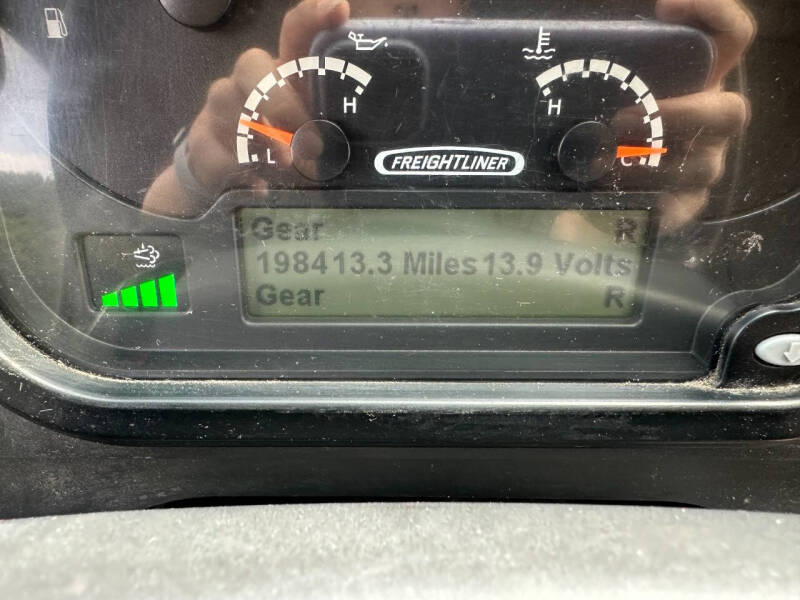 H
H
L
C
FREIGHTLINER
Gear R
198413.3 Miles 13.9 Volts
Gear R